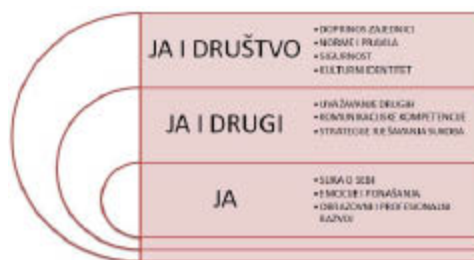 JA I DRUŠTVO
• DOPRINOS ZAJEDNICI
• NORME I PRAVILA
• SIGURNOST
• KULTURNI IDENTITET
JA I DRUGI
• UVAŽAVANJE DRUGIH
• KOMUNIKACIJSKE KOMPETENCIJE
• STRATEGIJE RJEŠAVANJA SUKOBA
JA
• SLIKA O SEBI
• EMOCIJE I PONAŠANJA
• OBRAZOVNI I PROFESIONALNI
RAZVOJ